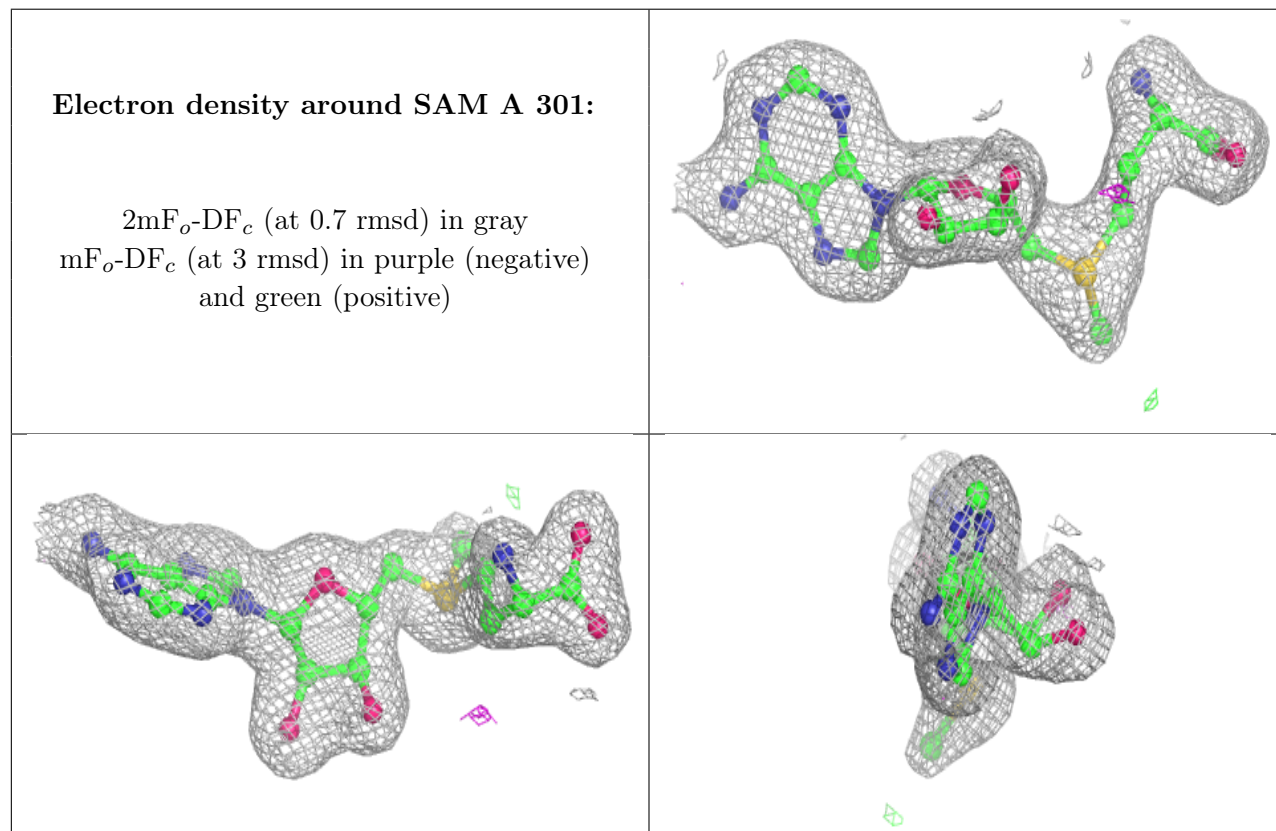 Electron density around SAM A 301:
2mFₒ-DF𝒸 (at 0.7 rmsd) in gray
mFₒ-DF𝒸 (at 3 rmsd) in purple (negative)
and green (positive)